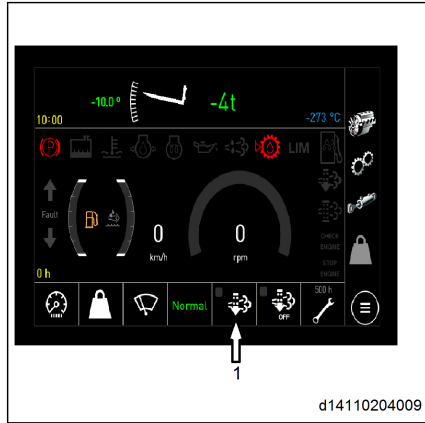 -10.0 °
-4t
10:00
-273 °C
(P)
LIM
Fault
0
km/h
0
rpm
CHECK
ENGINE
STOP
ENGINE
0 h
Normal
OFF
500 h
1
d14110204009